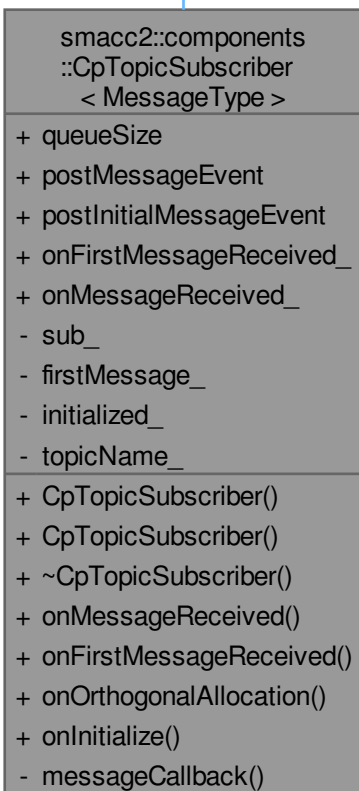 smacc2::components
::CpTopicSubscriber
< MessageType >
+ queueSize
+ postMessageEvent
+ postInitialMessageEvent
+ onFirstMessageReceived_
+ onMessageReceived_
- sub_
- firstMessage_
- initialized_
- topicName_
+ CpTopicSubscriber()
+ CpTopicSubscriber()
+ ~CpTopicSubscriber()
+ onMessageReceived()
+ onFirstMessageReceived()
+ onOrthogonalAllocation()
+ onInitialize()
- messageCallback()